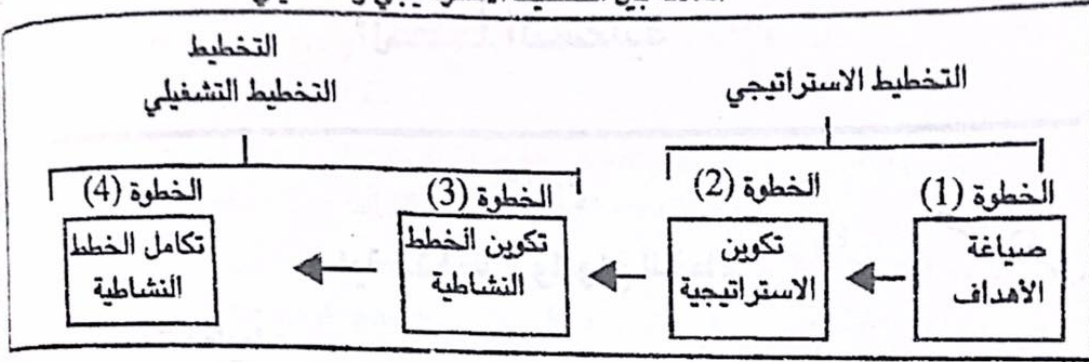 التخطيط الاستراتيجي
التخطيط
التخطيط التشغيلي
الخطوة (1)
صياغة
الأهداف
الخطوة (2)
تكوين
الاستراتيجية
الخطوة (3)
تكوين الخطط
النشاطية
الخطوة (4)
تكامل الخطط
النشاطية